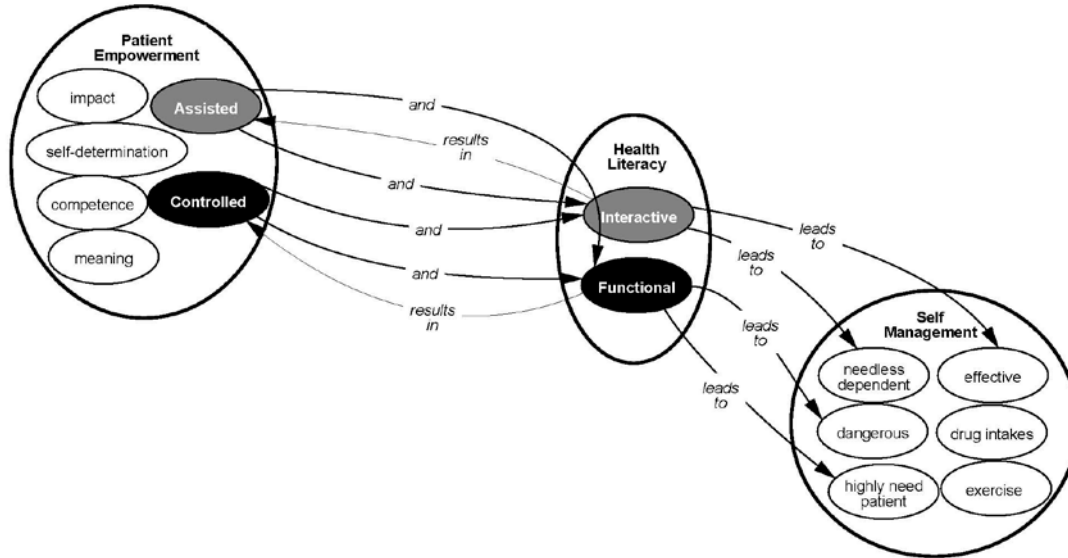 Patient
Empowerment
impact
Assisted
self-determination
competence
Controlled
meaning
and
results
in
and
and
and
results
in
Health
Literacy
Interactive
Functional
leads
to
leads
to
leads
to
leads
to
Self
Management
needless
dependent
effective
dangerous
drug intakes
highly need
patient
exercise